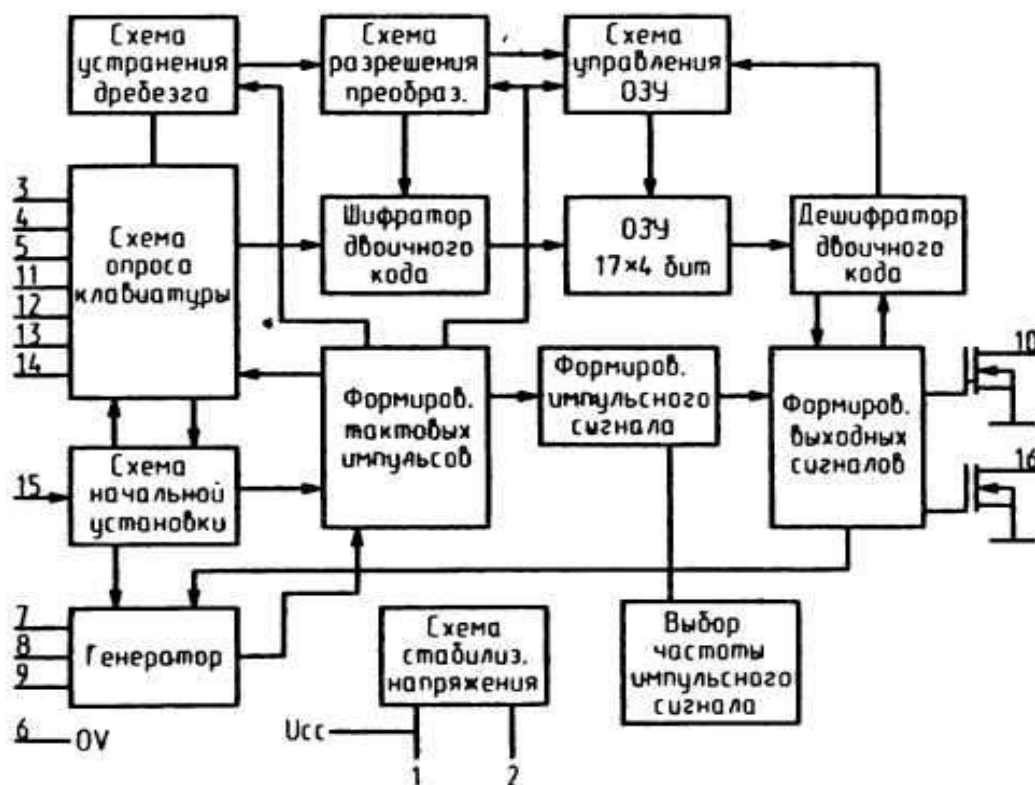 Схема
устранения
дребезга
Схема
разрешения
преобраз.
Схема
управления
ОЗУ
3
4
5
11
12
13
14
Схема
опроса
клавиатуры
Шифратор
двоичного
кода
ОЗУ
17×4 бит
Дешифратор
двоичного
кода
Формиров.
тактовых
импульсов
Формиров.
импульсного
сигнала
Формиров.
выходных
сигналов
10
16
15
Схема
начальной
установки
7
8
9
Генератор
Схема
стабилиз.
напряжения
Выбор
частоты
импульсного
сигнала
6
0V
Ucc
1
2